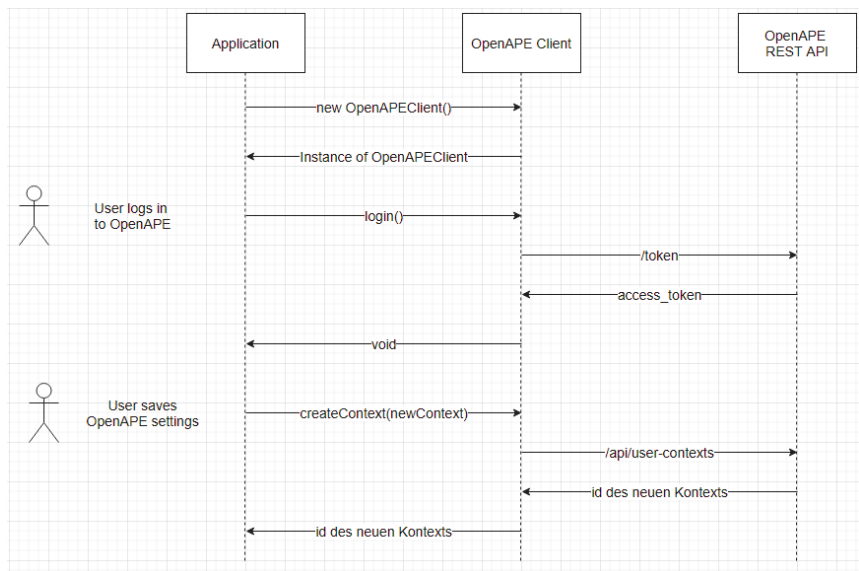 Application
OpenAPE Client
OpenAPE
REST API
new OpenAPEClient()
Instance of OpenAPEClient
User logs in
to OpenAPE
login()
/token
access_token
void
User saves
OpenAPE settings
createContext(newContext)
/api/user-contexts
id des neuen Kontexts
id des neuen Kontexts